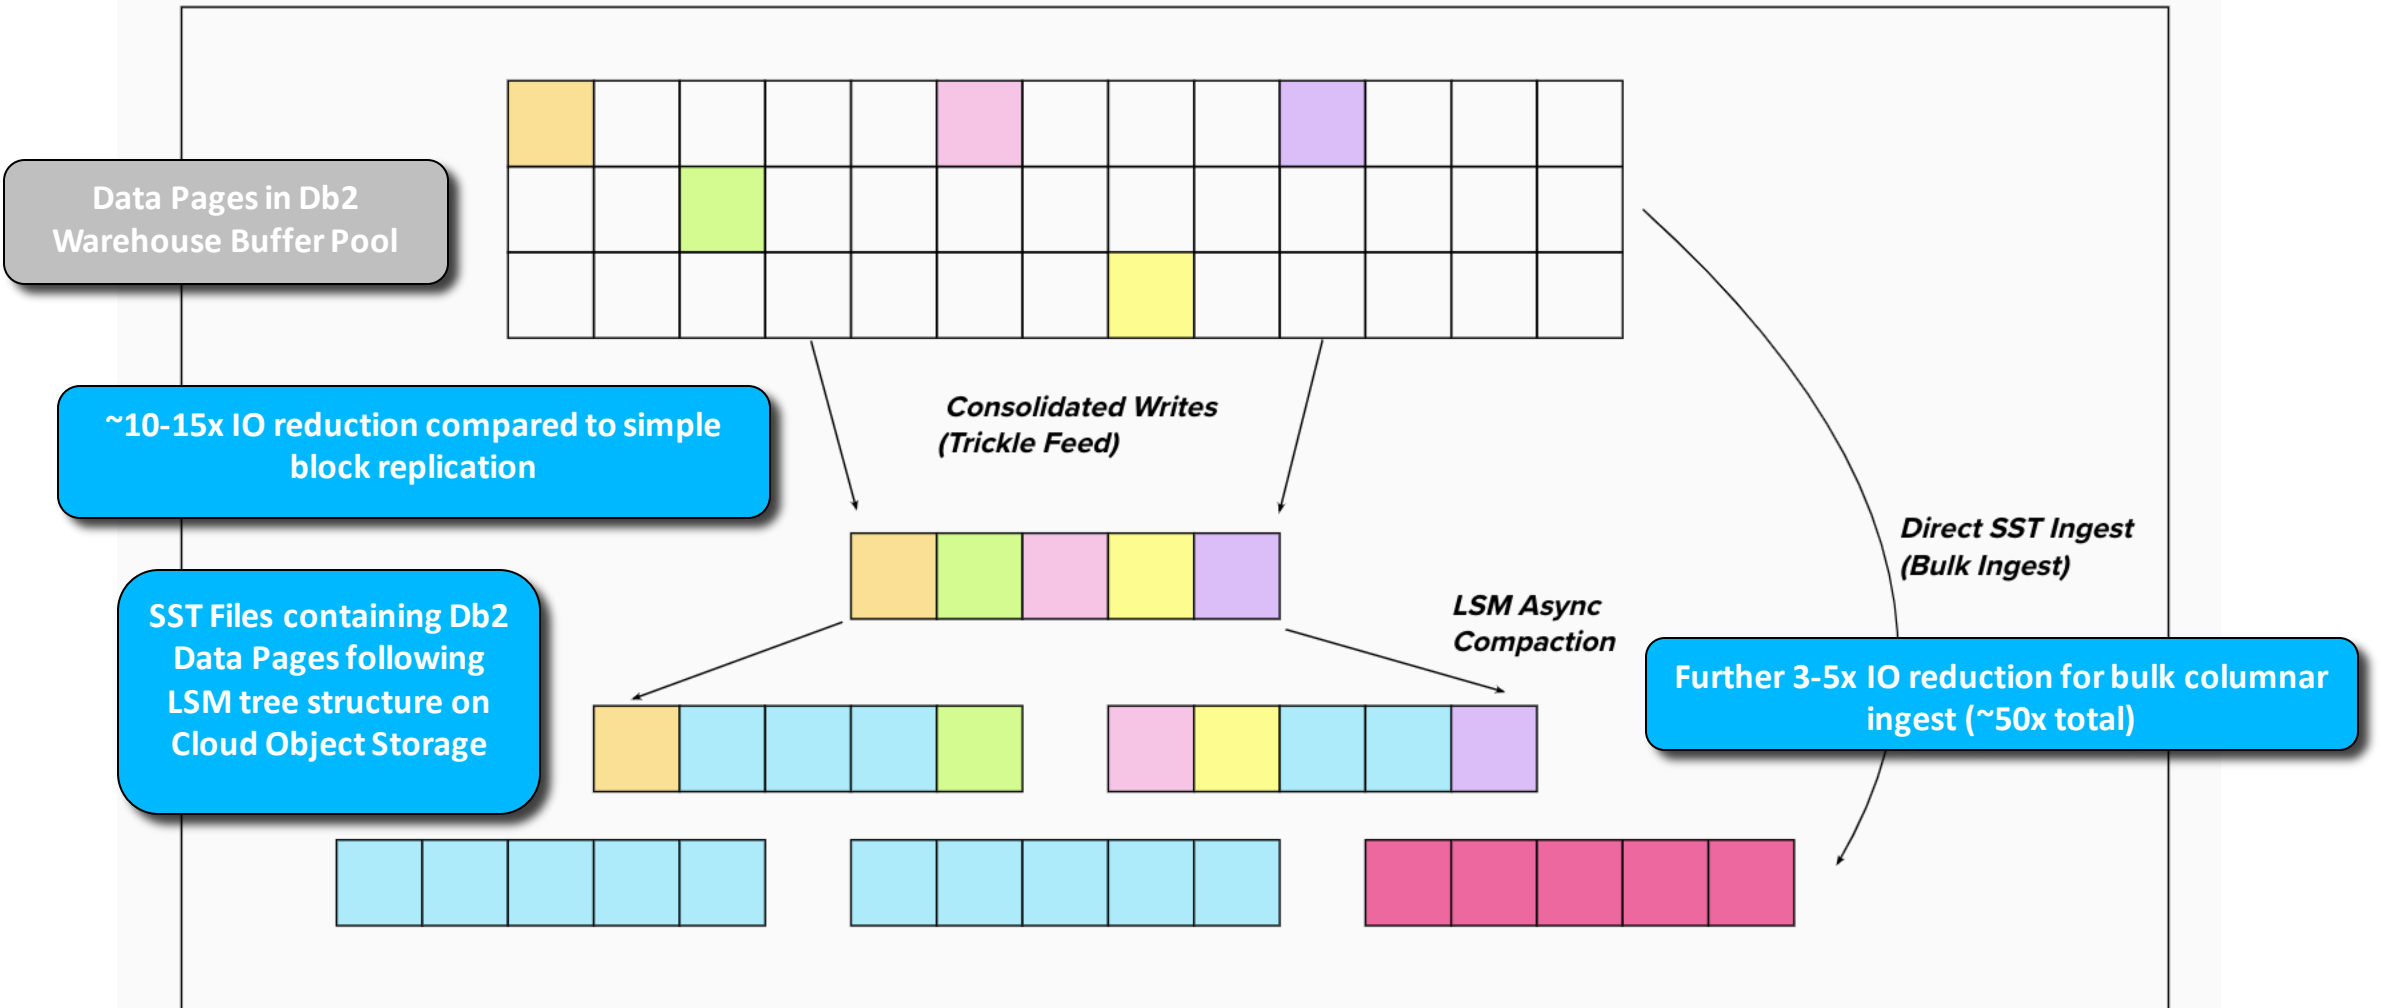 Data Pages in Db2
Warehouse Buffer Pool
~10-15x IO reduction compared to simple
block replication
Consolidated Writes
(Trickle Feed)
Direct SST Ingest
(Bulk Ingest)
SST Files containing Db2
Data Pages following
LSM tree structure on
Cloud Object Storage
LSM Async
Compaction
Further 3-5x IO reduction for bulk columnar
ingest (~50x total)